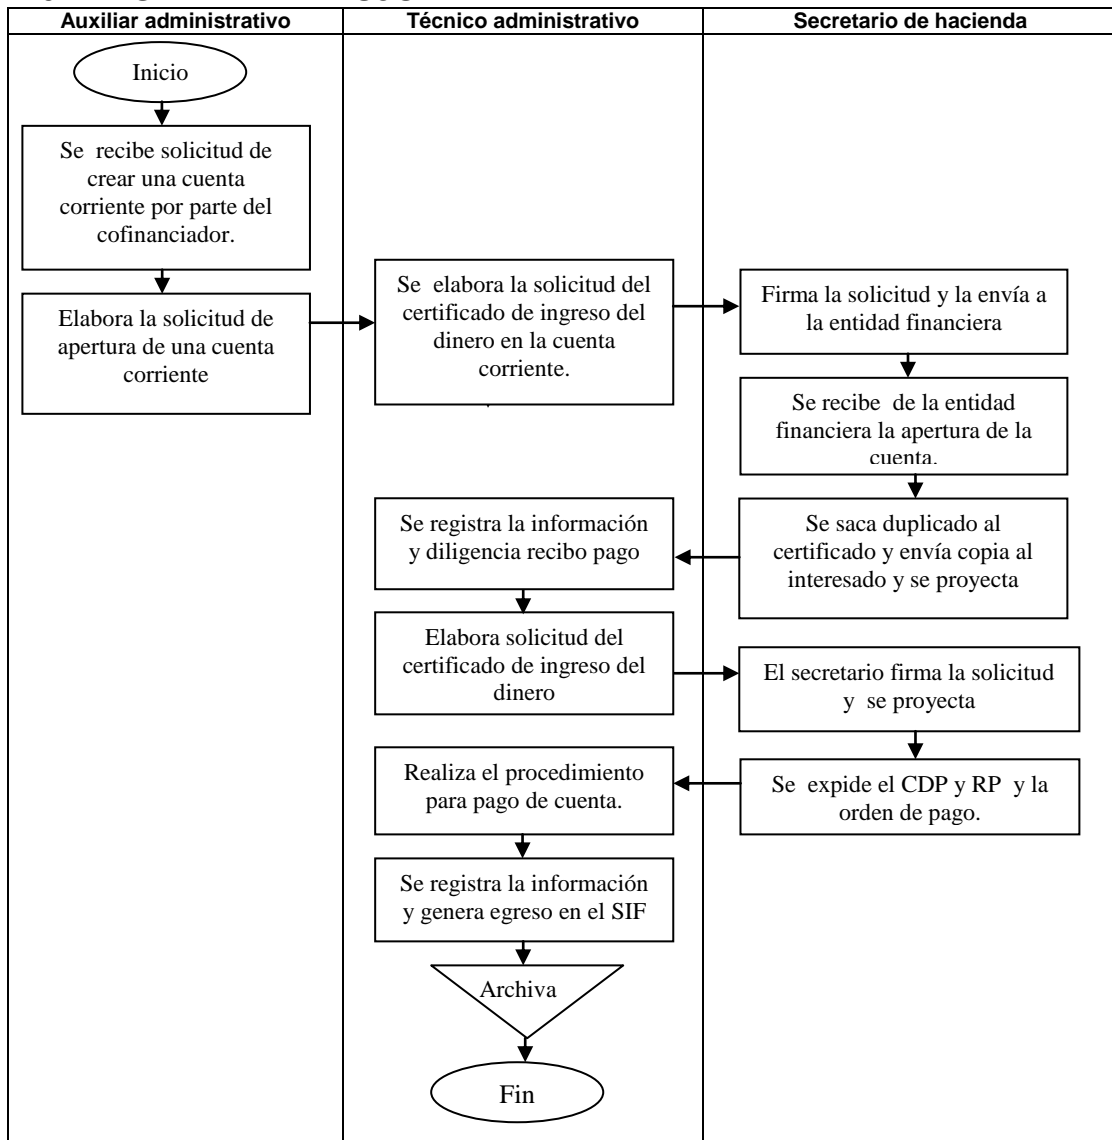 Auxiliar administrativo
Técnico administrativo
Secretario de hacienda
Inicio
Se recibe solicitud de
crear una cuenta
corriente por parte del
cofinanciador.
Elabora la solicitud de
apertura de una cuenta
corriente
Se elabora la solicitud del
certificado de ingreso del
dinero en la cuenta
corriente.
Firma la solicitud y la envía a
la entidad financiera
Se recibe de la entidad
financiera la apertura de la
cuenta.
Se saca duplicado al
certificado y envía copia al
interesado y se proyecta
Se registra la información
y diligencia recibo pago
Elabora solicitud del
certificado de ingreso del
dinero
El secretario firma la solicitud
y se proyecta
Se expide el CDP y RP y la
orden de pago.
Realiza el procedimiento
para pago de cuenta.
Se registra la información
y genera egreso en el SIF
Archiva
Fin